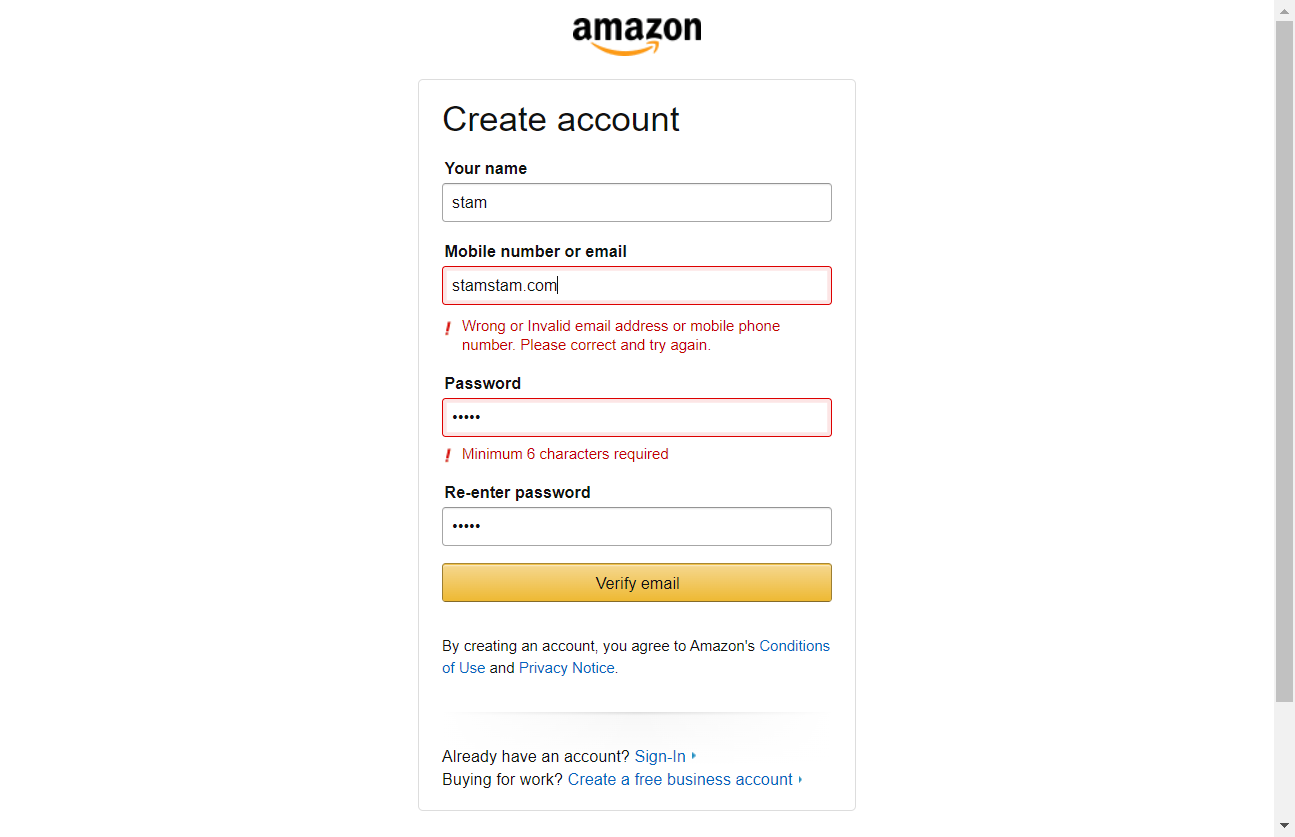 amazon
Create account
Your name
stam
Mobile number or email
stamstam.com
Wrong or Invalid email address or mobile phone
number. Please correct and try again.
Password
•••••
Minimum 6 characters required
Re-enter password
•••••
Verify email
By creating an account, you agree to Amazon's Conditions
of Use and Privacy Notice.
Already have an account? Sign-In
Buying for work? Create a free business account